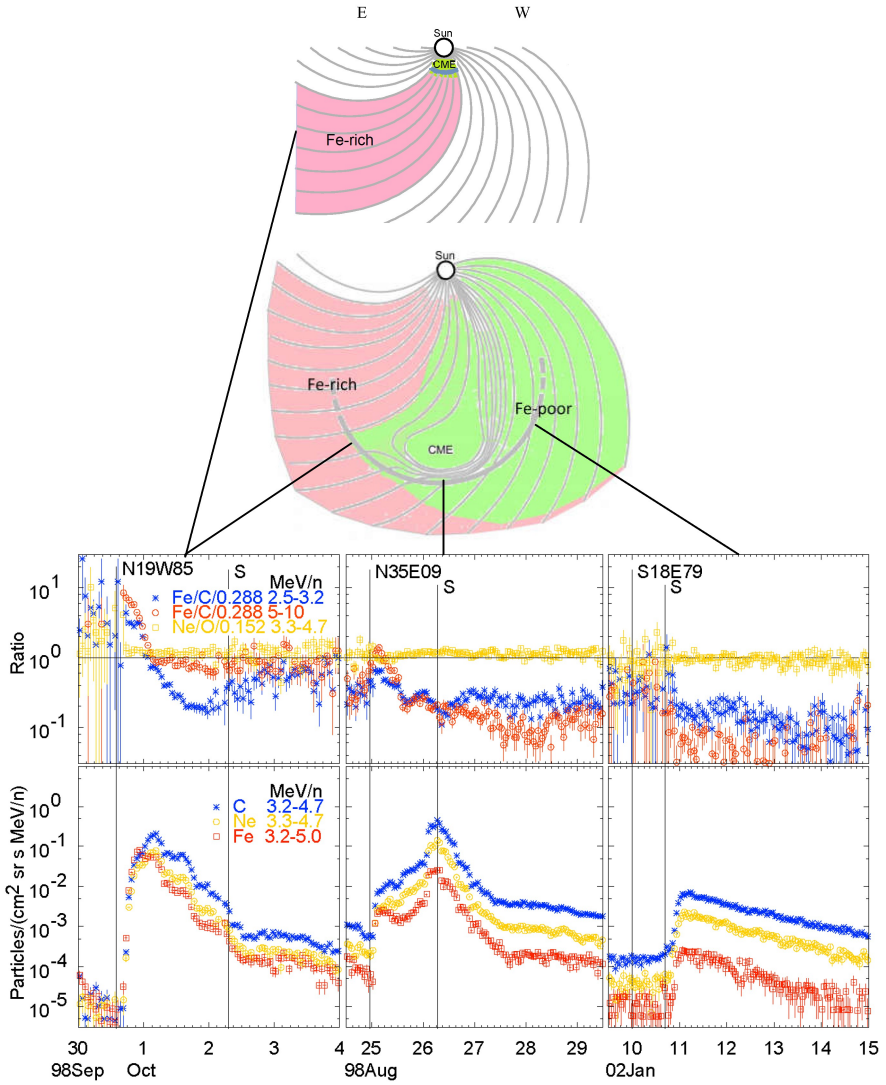 E W
Sun
CME
Fe-rich
Sun
Fe-rich
Fe-poor
CME
N19W85 S MeV/n
Fe/C/0.288 2.5-3.2
Fe/C/0.288 5-10
Ne/O/0.152 3.3-4.7
N35E09
S
S18E79
S
Ratio
10^1
10^0
10^-1
MeV/n
C 3.2-4.7
Ne 3.3-4.7
Fe 3.2-5.0
Particles/(cm^2 sr s MeV/n)
10^0
10^-1
10^-2
10^-3
10^-4
10^-5
30 1 2 3 4 25 26 27 28 29 10 11 12 13 14 15
98Sep Oct 98Aug 02Jan